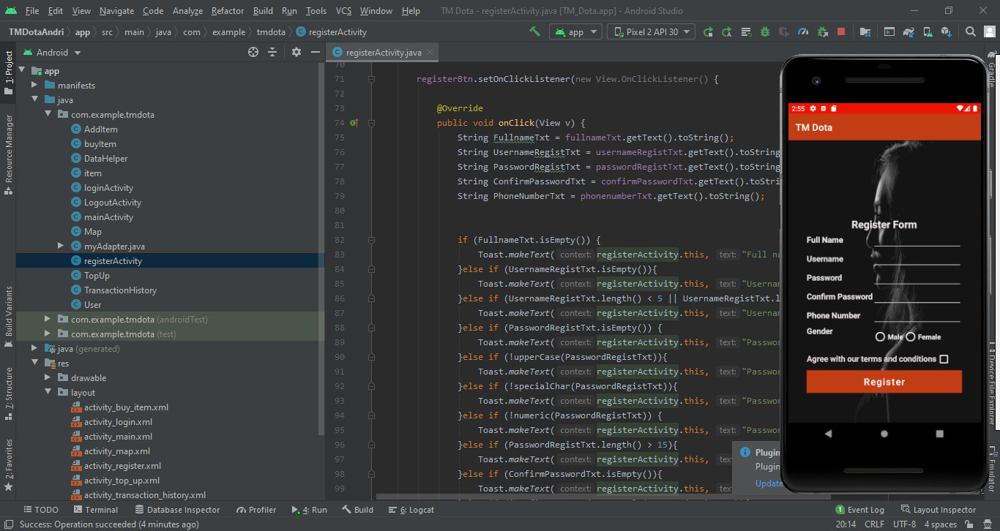 File Edit View Navigate Code Analyze Refactor Build Run Tools VCS Window Help TM Dota - registerActivity.java [TM_Dota.app] - Android Studio
TMDotaAndri app src main java com example tmdota registerActivity app Pixel 2 API 30
1: Project
Resource Manager
Build Variants
7: Structure
2: Favorites
Android
app
manifests
java
com.example.tmdota
AddItem
buyItem
DataHelper
item
loginActivity
LogoutActivity
mainActivity
Map
myAdapter.java
registerActivity
TopUp
TransactionHistory
User
com.example.tmdota (androidTest)
com.example.tmdota (test)
java (generated)
res
drawable
layout
activity_buy_item.xml
activity_login.xml
activity_main.xml
activity_map.xml
activity_register.xml
activity_top_up.xml
activity_transaction_history.xml
registerActivity.java
70
71 registerBtn.setOnClickListener(new View.OnClickListener() {
72
73 @Override
74 public void onClick(View v) {
75 String FullnameTxt = fullnameTxt.getText().toString();
76 String UsernameRegistTxt = usernameRegistTxt.getText().toString
77 String PasswordRegistTxt = passwordRegistTxt.getText().toString
78 String ConfirmPasswordTxt = confirmPasswordTxt.getText().toStri
79 String PhoneNumberTxt = phonenumberTxt.getText().toString();
80
81
82 if (FullnameTxt.isEmpty()) {
83 Toast.makeText( context: registerActivity.this, text: "Full na
84 }else if (UsernameRegistTxt.isEmpty()){
85 Toast.makeText( context: registerActivity.this, text: "Usernam
86 }else if (UsernameRegistTxt.length() < 5 || UsernameRegistTxt.l
87 Toast.makeText( context: registerActivity.this, text: "Usernam
88 }else if (PasswordRegistTxt.isEmpty()) {
89 Toast.makeText( context: registerActivity.this, text: "Passwor
90 }else if (!upperCase(PasswordRegistTxt)){
91 Toast.makeText( context: registerActivity.this, text: "Passwor
92 }else if (!specialChar(PasswordRegistTxt)){
93 Toast.makeText( context: registerActivity.this, text: "Passwor
94 }else if (!numeric(PasswordRegistTxt)) {
95 Toast.makeText( context: registerActivity.this, text: "Passwor
96 }else if (PasswordRegistTxt.length() > 15){
97 Toast.makeText( context: registerActivity.this, tex
98 }else if (ConfirmPasswordTxt.isEmpty()){
99 Toast.makeText( context: registerActivity.this, tex
Plugin
Plugin
Update
2:55
TM Dota
Register Form
Full Name
Username
Password
Confirm Password
Phone Number
Gender Male Female
Agree with our terms and conditions
Register
Gradle
Device File Explorer
Emulator
TODO Terminal Database Inspector Profiler 4: Run Build 6: Logcat 1 Event Log Layout Inspector
Success: Operation succeeded (4 minutes ago) 20:14 CRLF UTF-8 4 spaces